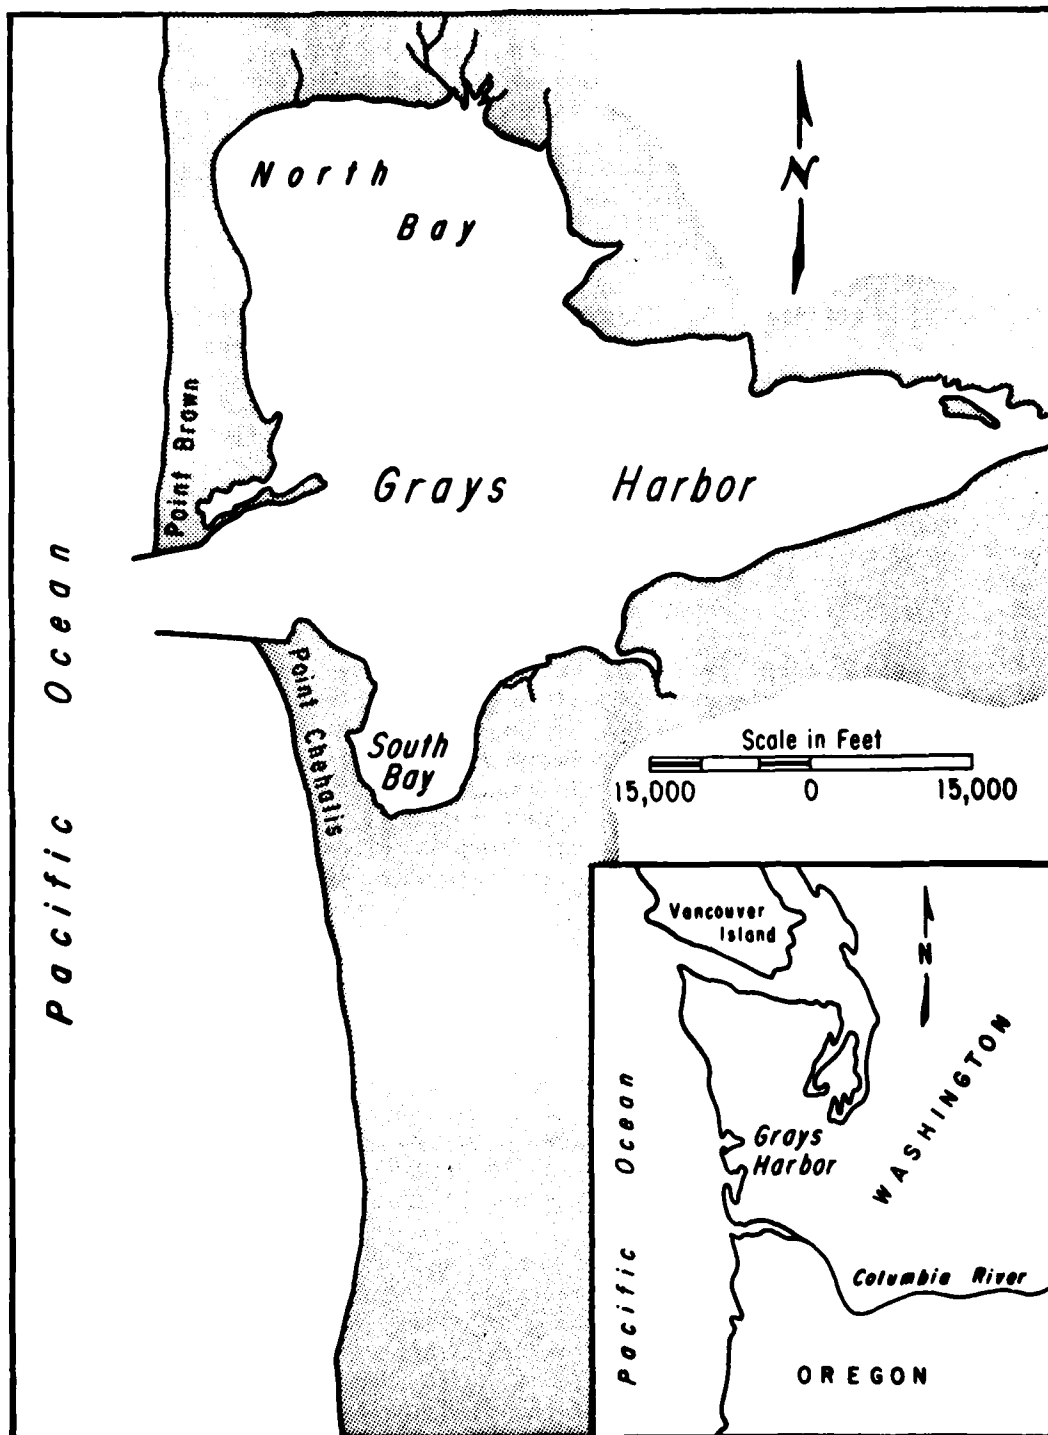 North
Bay
N
Point Brown
Grays Harbor
Pacific Ocean
Point Chehalis
South
Bay
Scale in Feet
15,000 0 15,000
Vancouver
Island
N
WASHINGTON
Grays
Harbor
Pacific Ocean
Columbia River
OREGON